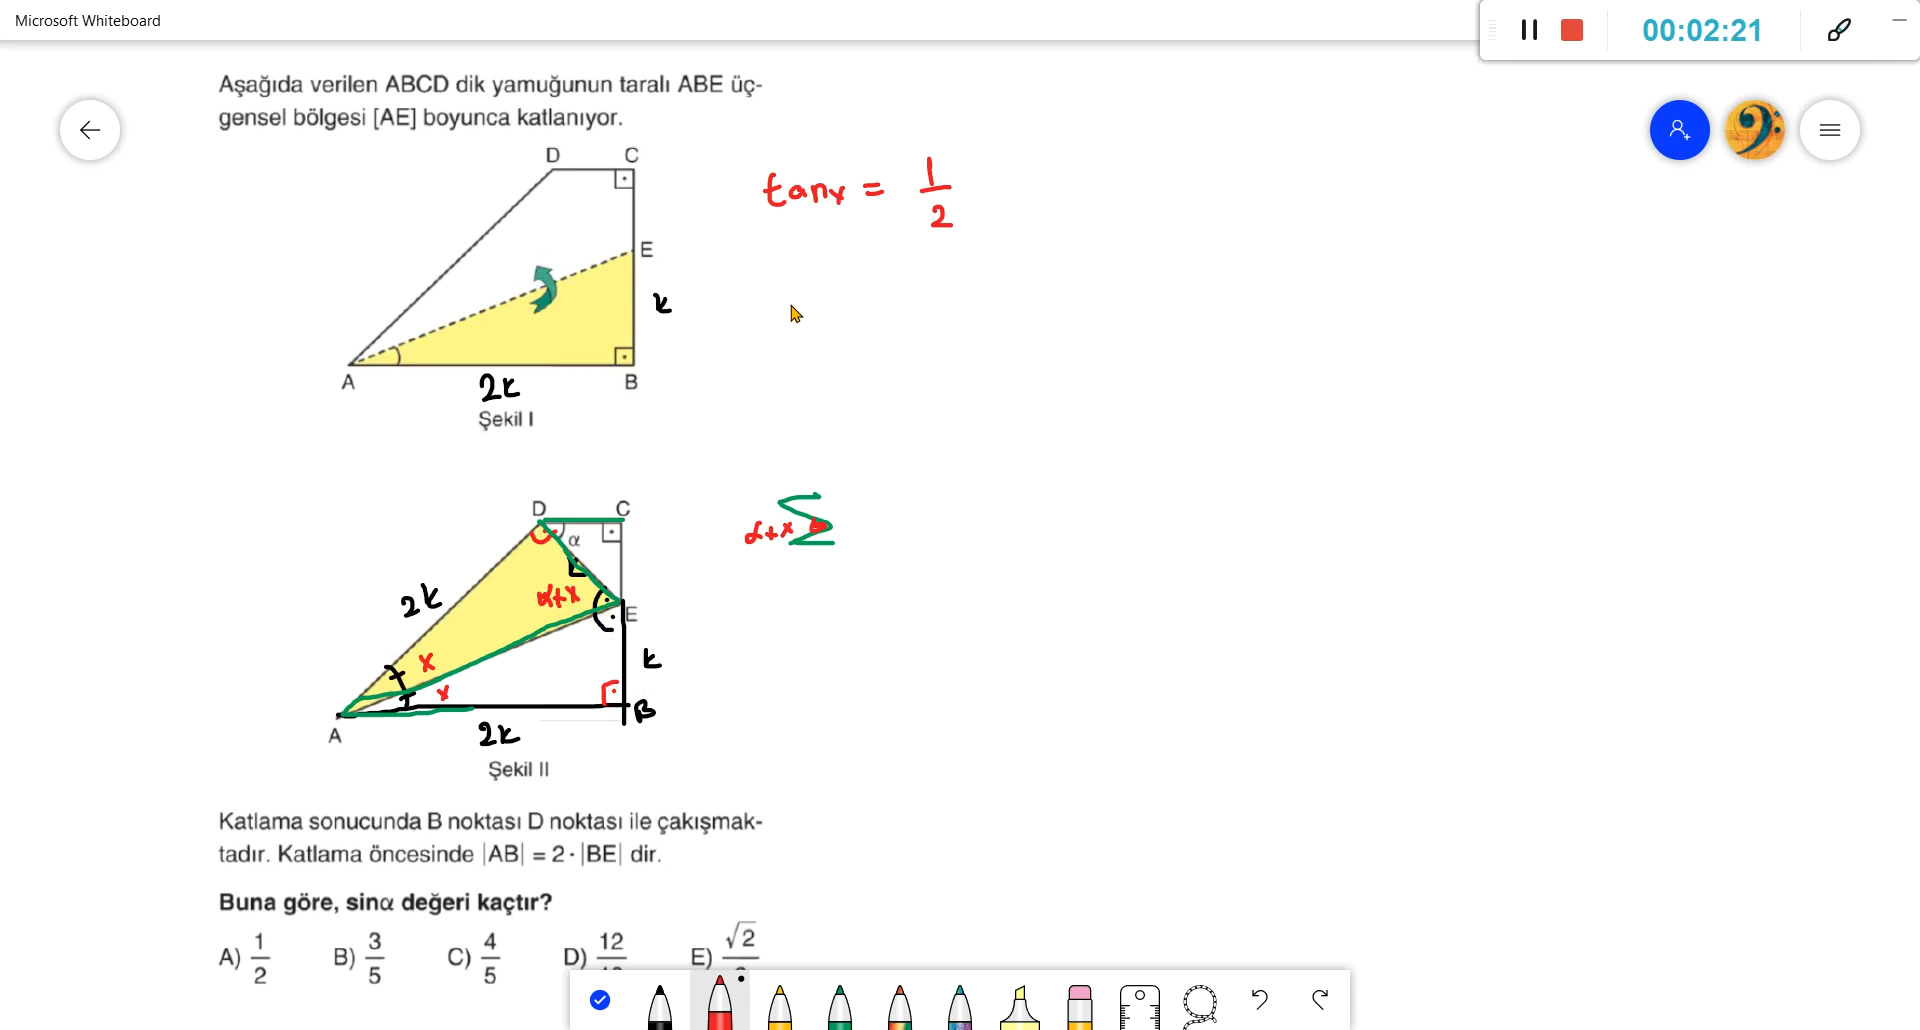 Microsoft Whiteboard
00:02:21
Aşağıda verilen ABCD dik yamuğunun taralı ABE üç-
gensel bölgesi [AE] boyunca katlanıyor.
D C
tanx = 1/2
E
k
A B
2k
Şekil I
D C
α
α+x
2k
α+x
E
x
k
x
B
A
2k
Şekil II
Katlama sonucunda B noktası D noktası ile çakışmak-
tadır. Katlama öncesinde |AB| = 2·|BE| dir.
Buna göre, sinα değeri kaçtır?
A) 1/2 B) 3/5 C) 4/5 D) 12 E) √2